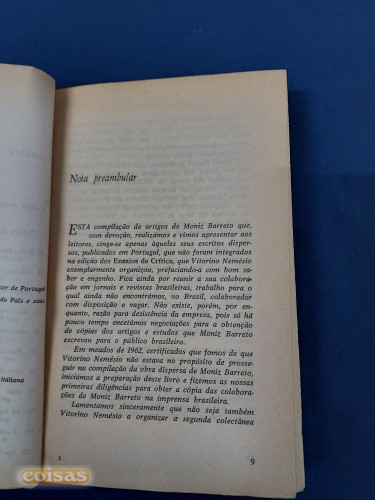 Nota preambular
ESTA compilação de artigos de Moniz Barreto que,
com devoção, realizámos e vimos apresentar aos
leitores, cinge-se apenas àqueles seus escritos disper-
sos, publicados em Portugal, que não foram integrados
na edição dos Ensaios de Crítica, que Vitorino Nemésio
exemplarmente organizou, prefaciando-a com bom sa-
ber e engenho. Fica ainda por reunir a sua colabora-
ção em jornais e revistas brasileiras, trabalho para o
qual ainda não encontrámos, no Brasil, colaborador
com disposição e vagar. Não existe, porém, por en-
quanto, razão para desistência da empresa, pois só há
pouco tempo encetámos negociações para a obtenção
de cópias dos artigos e estudos que Moniz Barreto
escreveu para o público brasileiro.
Em meados de 1962, certificados que fomos de que
Vitorino Nemésio não estava no propósito de prosse-
guir na compilação da obra dispersa de Moniz Barreto,
iniciámos a preparação deste livro e fizemos as nossas
primeiras diligências para obter a cópia das colabora-
ções de Moniz Barreto na imprensa brasileira.
Lamentamos sinceramente que não seja também
Vitorino Nemésio a organizar a segunda colectânea
1
9
tor de Portugal
do País e seus
italiana
coisas